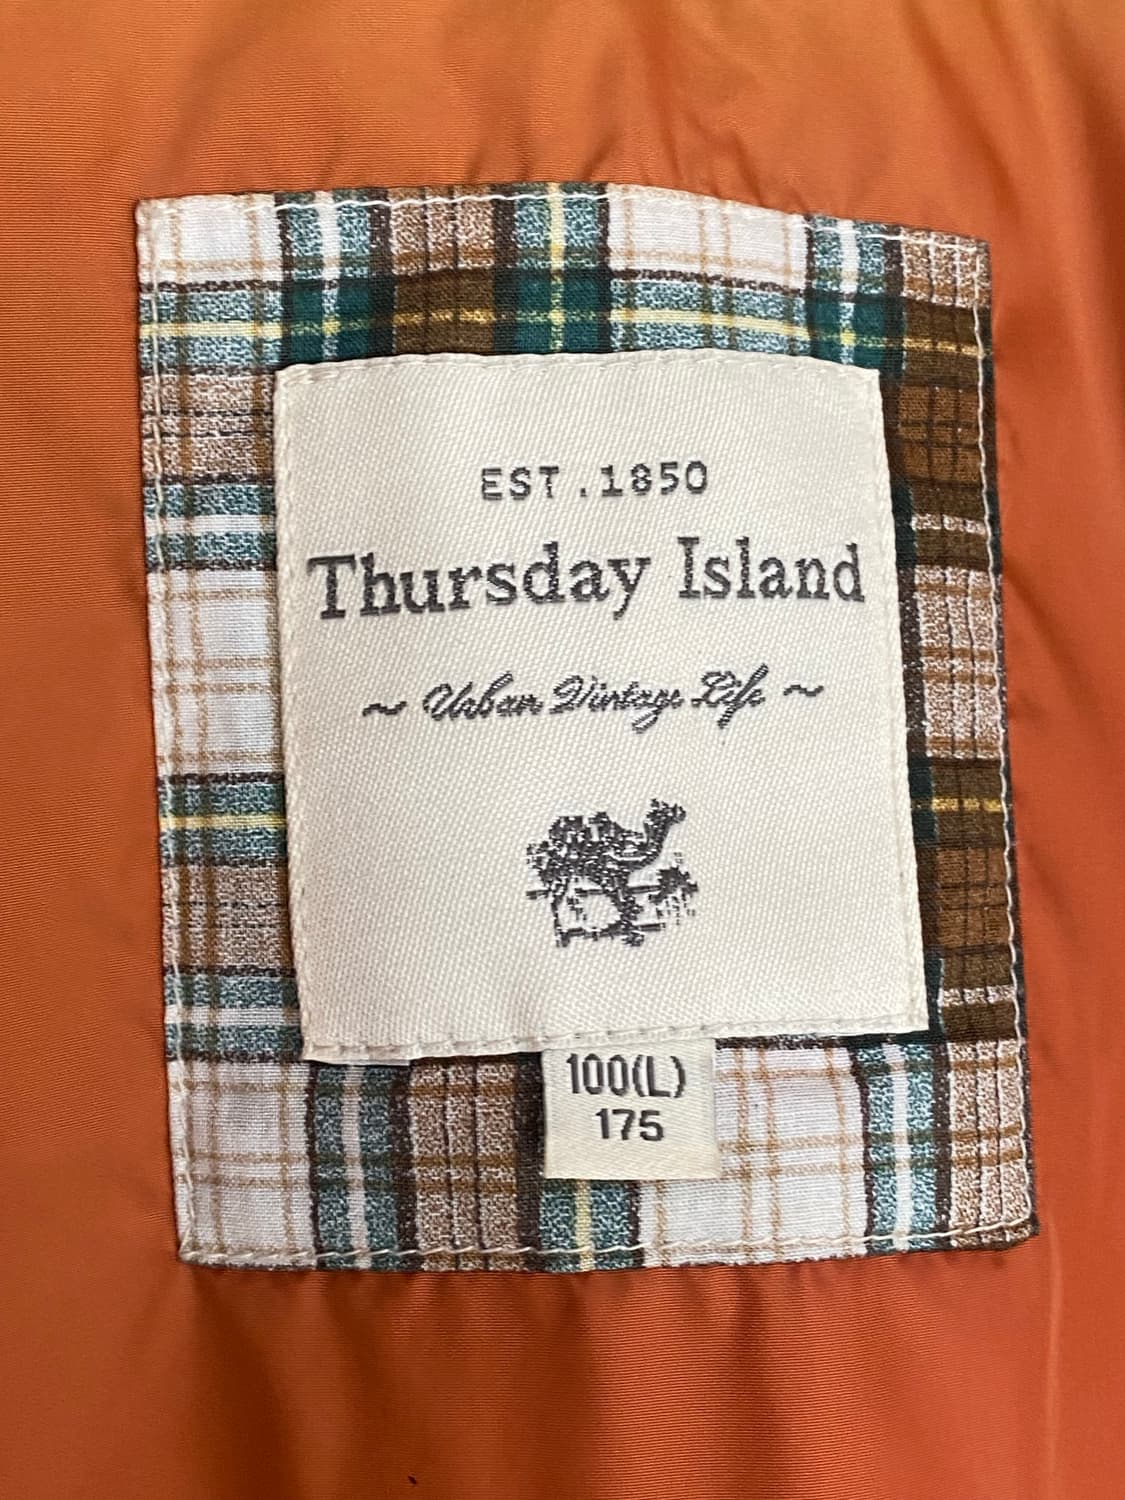 EST.1850
Thursday Island
~ Urban Vintage Life ~
100(L)
175